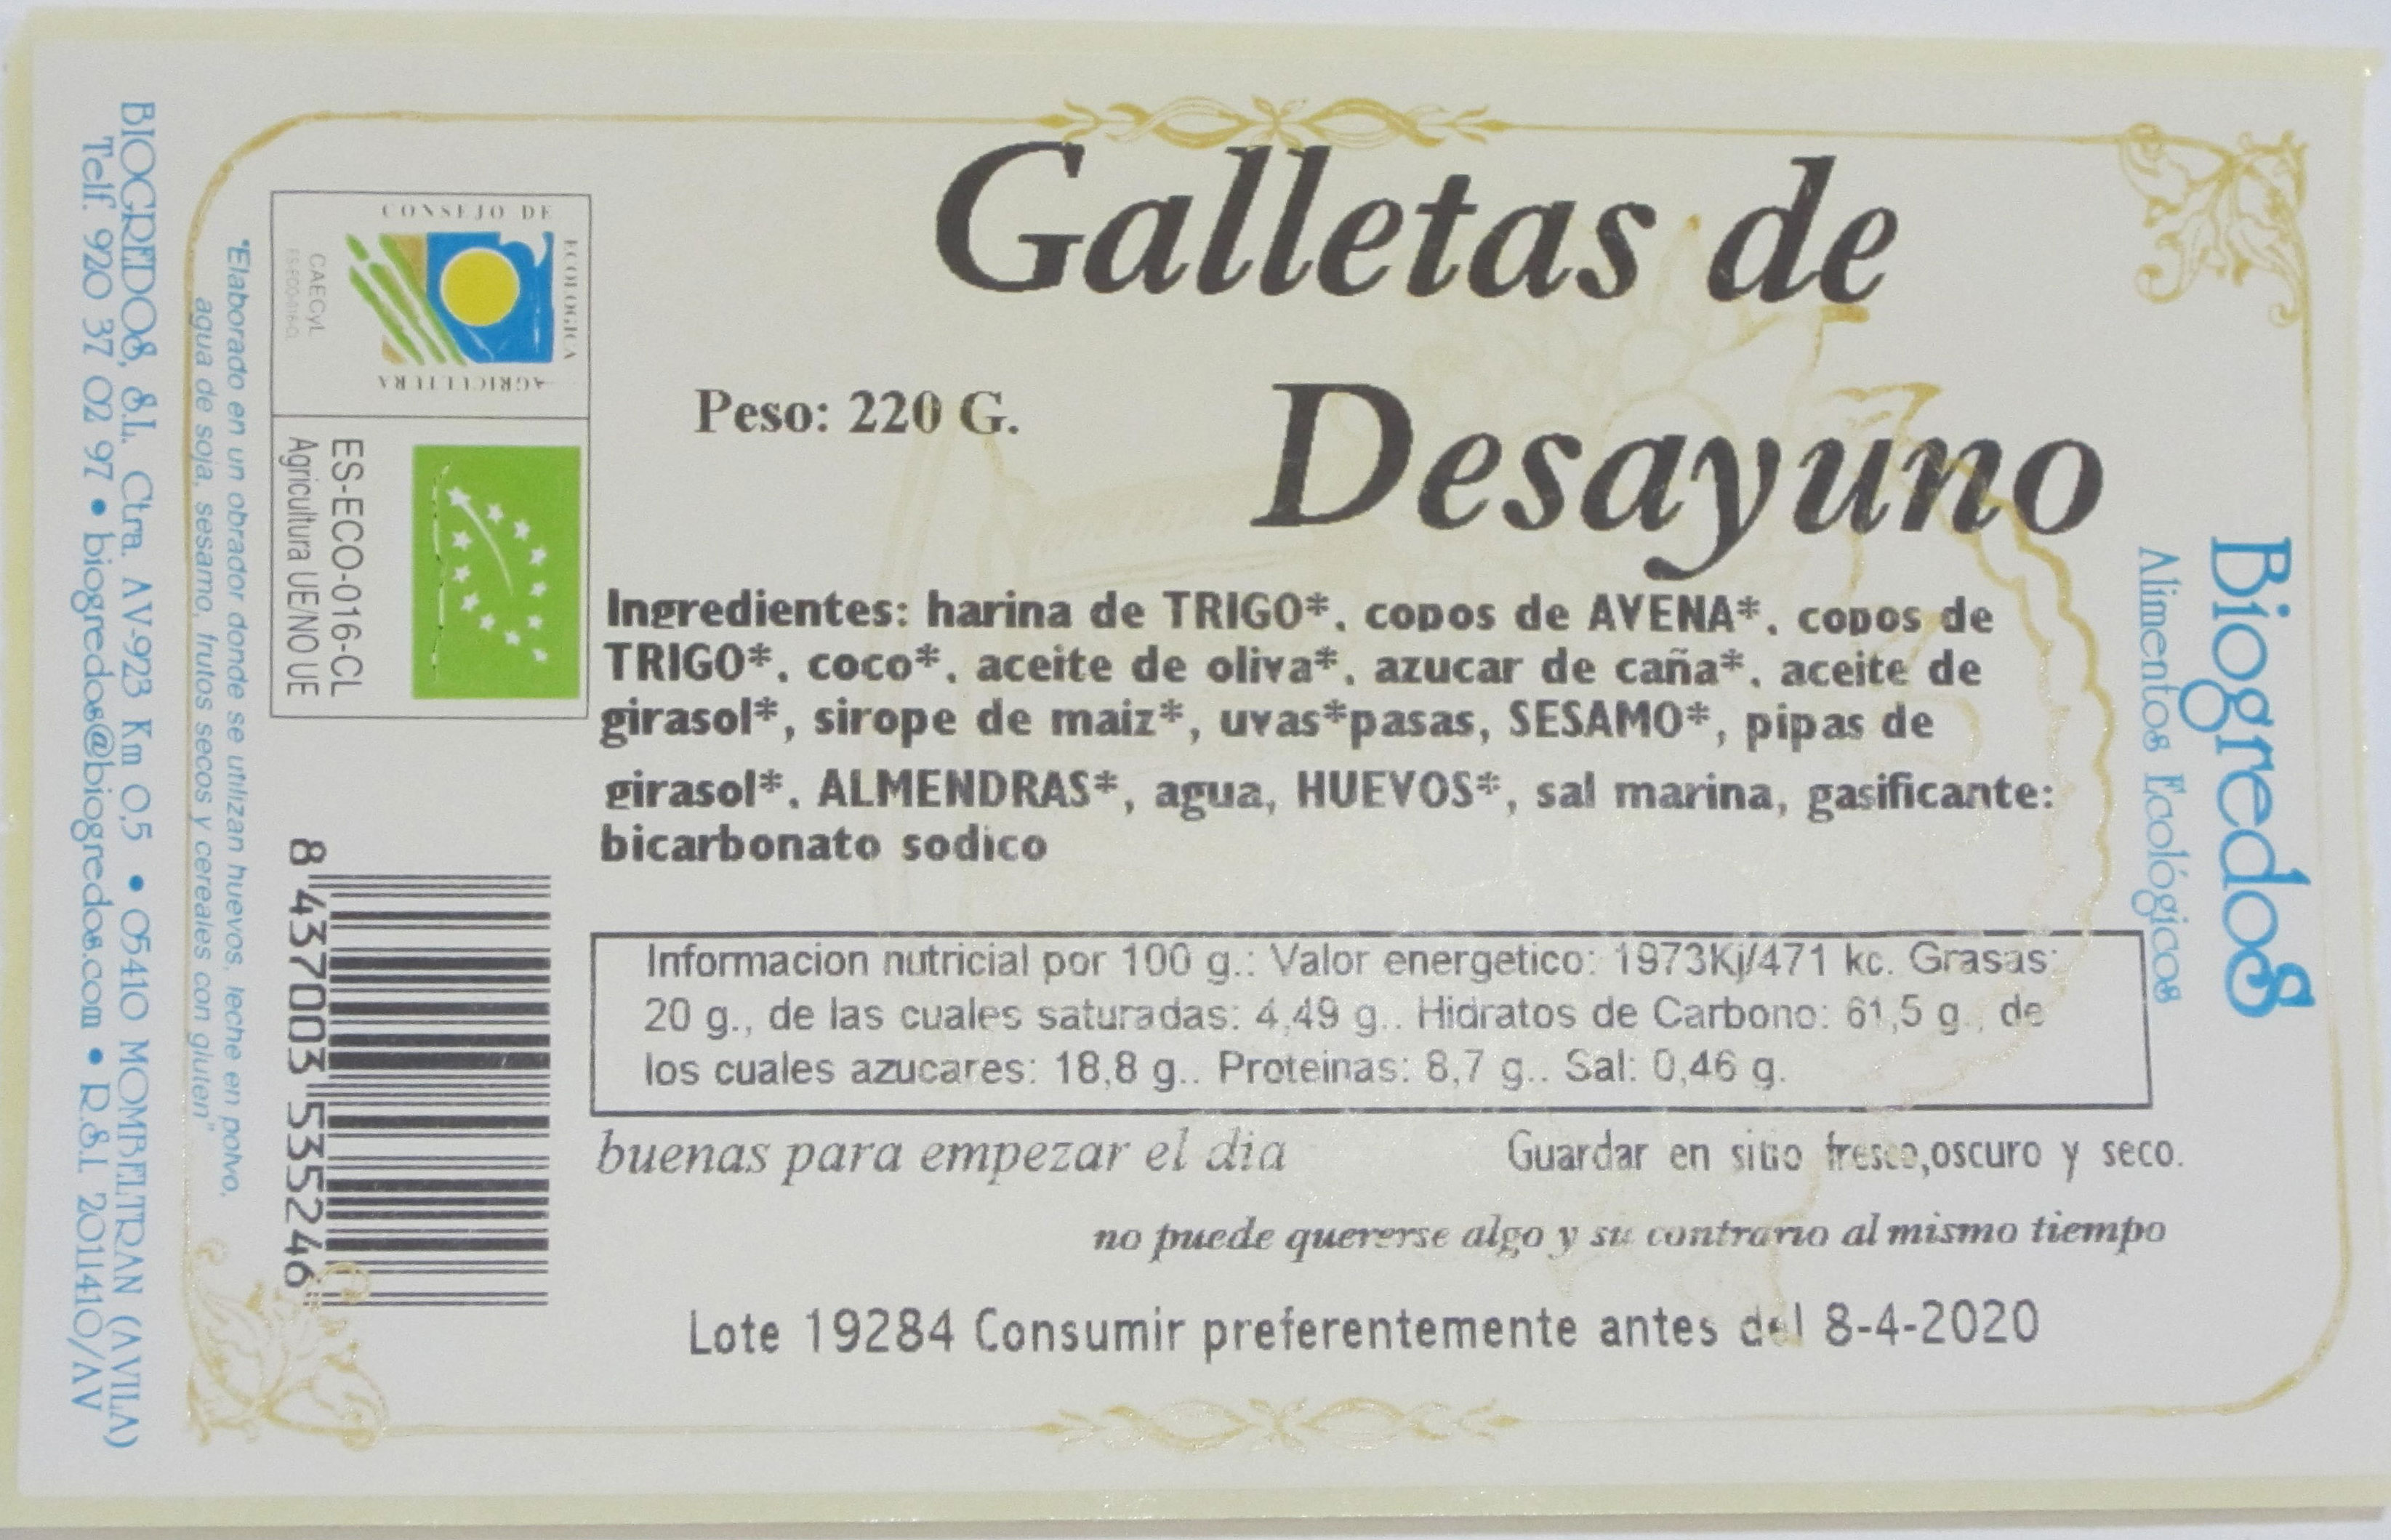 Galletas de
Peso: 220 G.
Desayuno
Ingredientes: harina de TRIGO*, copos de AVENA*, copos de
TRIGO*, coco*, aceite de oliva*, azucar de caña*, aceite de
girasol*, sirope de maiz*, uvas*pasas, SESAMO*, pipas de
girasol*, ALMENDRAS*, agua, HUEVOS*, sal marina, gasificante:
bicarbonato sodico
Informacion nutricial por 100 g.: Valor energetico: 1973Kj/471 kc. Grasas:
20 g., de las cuales saturadas: 4,49 g.. Hidratos de Carbono: 61,5 g., de
los cuales azucares: 18,8 g.. Proteinas: 8,7 g.. Sal: 0,46 g.
buenas para empezar el dia
Guardar en sitio fresco,oscuro y seco.
no puede quererse algo y su contrario al mismo tiempo
Lote 19284 Consumir preferentemente antes del 8-4-2020
Biogredos
Alimentos Ecológicos
CONSEJO DE
AGRICULTURA
ECOLOGICA
CAECyL
ES-ECO-016-CL
ES-ECO-016-CL
Agricultura UE/NO UE
8 437003 535246
"Elaborado en un obrador donde se utilizan huevos, leche en polvo,
agua de soja, sesamo, frutos secos y cereales con gluten"
BIOGREDOS, S.L. Ctra. AV-923 Km 0,5 • 05410 MOMBELTRAN (AVILA)
Telf. 920 37 02 97 • biogredos@biogredos.com • R.S.I. 2011410/AV